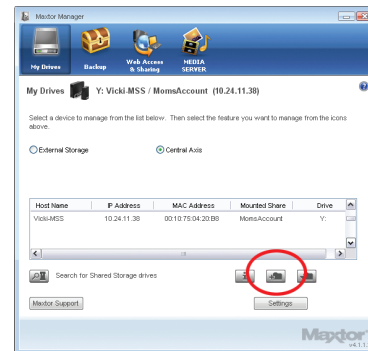 Maxtor Manager
My Drives
Backup
Web Access & Sharing
MEDIA SERVER
My Drives Y: Vicki-MSS / MomsAccount (10.24.11.38)
Select a device to manage from the list below. Then select the feature you want to manage from the icons
above.
External Storage Central Axis
Host Name IP Address MAC Address Mounted Share Drive
Vicki-MSS 10.24.11.38 00:10:75:04:20:B8 MomsAccount Y:
Search for Shared Storage drives
Maxtor Support Settings
Maxtor
v4.1.1.